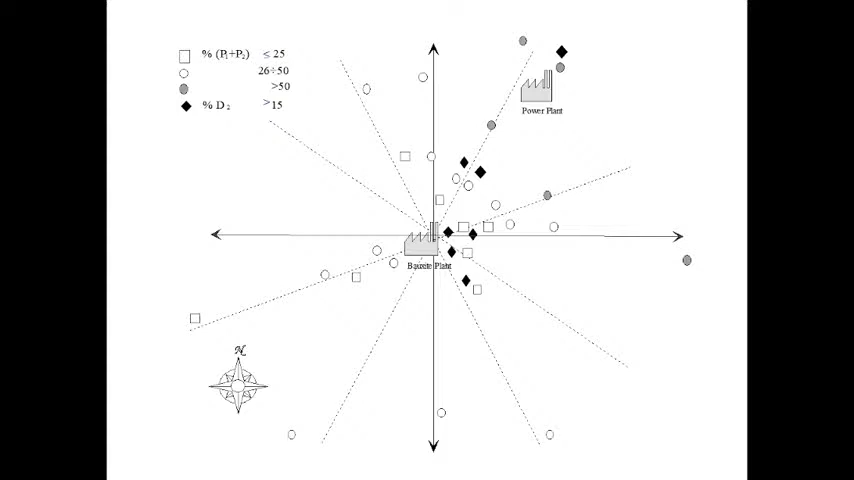 % (P₁+P₂) ≤ 25
26÷50
>50
% D₂ >15
Power Plant
Bauxite Plant
N